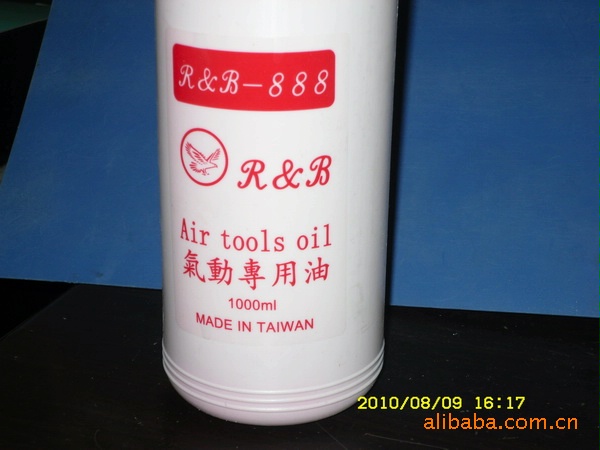 R&B-888
R&B
Air tools oil
氣動專用油
1000ml
MADE IN TAIWAN
2010/08/09 16:17
alibaba.com.cn